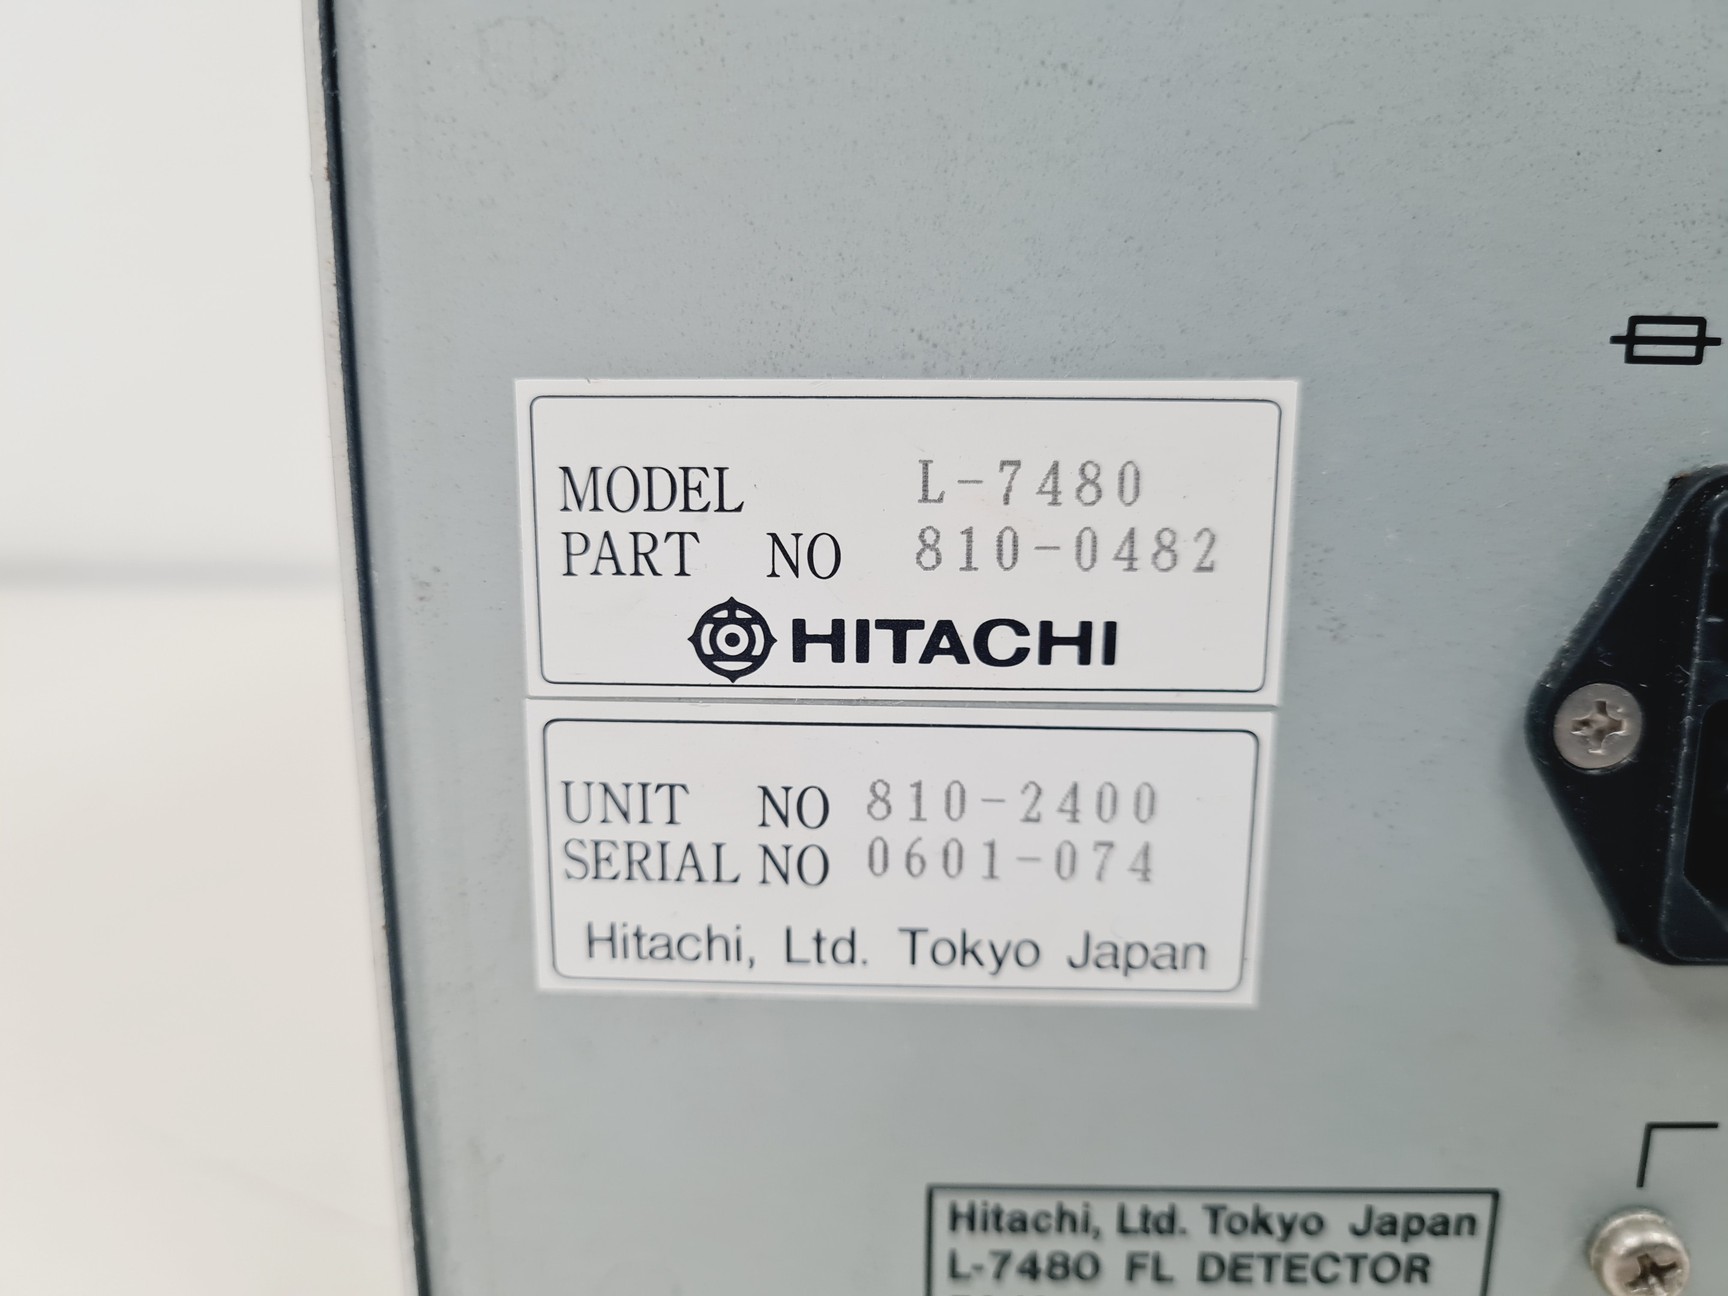 MODEL L-7480
PART NO 810-0482
HITACHI
UNIT NO 810-2400
SERIAL NO 0601-074
Hitachi, Ltd. Tokyo Japan
Hitachi, Ltd. Tokyo Japan
L-7480 FL DETECTOR